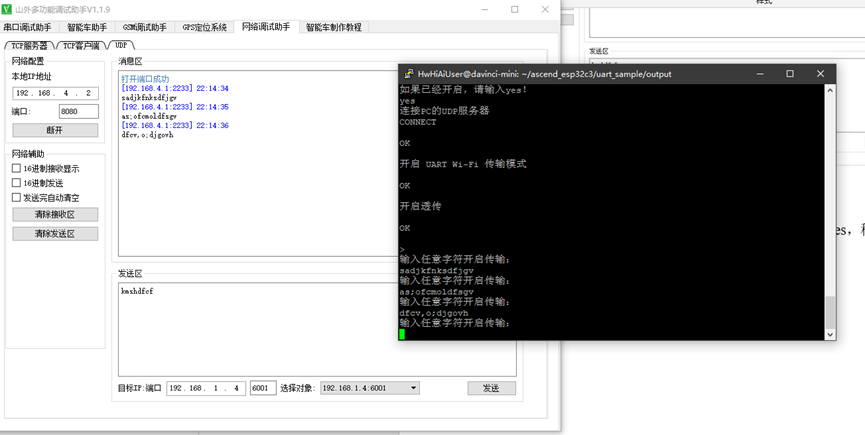 山外多功能调试助手V1.1.9
串口调试助手 智能车助手 GSM调试助手 GPS定位系统 网络调试助手 智能车制作教程
TCP服务器 TCP客户端 UDP
网络配置
本地IP地址
192 . 168 . 4 . 2
端口: 8080
断开
网络辅助
16进制接收显示
16进制发送
发送完自动清空
清除接收区
清除发送区
消息区
打开端口成功
[192.168.4.1:2233] 22:14:34
sadjkfnksdfjgv
[192.168.4.1:2233] 22:14:35
as;ofcmoldfsgv
[192.168.4.1:2233] 22:14:36
dfcv,o;djgovh
发送区
kashdfcf
目标IP:端口 192 . 168 . 1 . 4 6001 选择对象: 192.168.1.4:6001 发送
样式
发送区
HwHiAiUser@davinci-mini: ~/ascend_esp32c3/uart_sample/output
如果已经开启，请输入yes!
yes
连接PC的UDP服务器
CONNECT
OK
开启 UART Wi-Fi 传输模式
OK
开启透传
OK
>
输入任意字符开启传输:
sadjkfnksdfjgv
输入任意字符开启传输:
as;ofcmoldfsgv
输入任意字符开启传输:
dfcv,o;djgovh
输入任意字符开启传输: